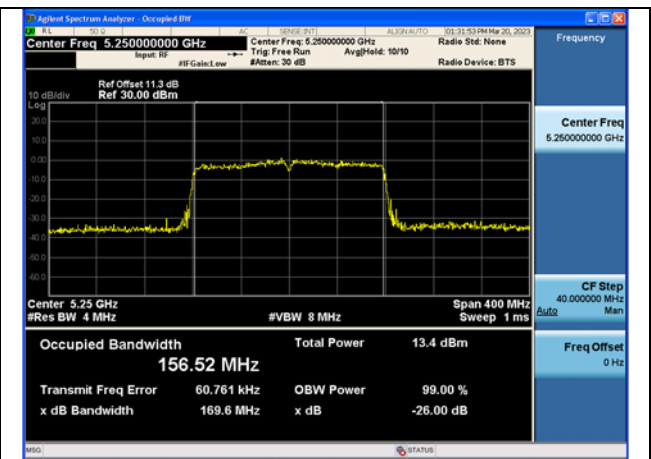 Agilent Spectrum Analyzer - Occupied BW
RL 50 Ω AC SENSE:INT ALIGN AUTO 01:31:53 PM Mar 20, 2023
Center Freq 5.250000000 GHz
Input: RF
#IFGain:Low
Center Freq: 5.250000000 GHz
Trig: Free Run Avg|Hold: 10/10
#Atten: 30 dB
Radio Std: None
Radio Device: BTS
Ref Offset 11.3 dB
10 dB/div Ref 30.00 dBm
Log
20.0
10.0
0.00
-10.0
-20.0
-30.0
-40.0
-50.0
-60.0
Center 5.25 GHz Span 400 MHz
#Res BW 4 MHz #VBW 8 MHz Sweep 1 ms
Occupied Bandwidth Total Power 13.4 dBm
156.52 MHz
Transmit Freq Error 60.761 kHz OBW Power 99.00 %
x dB Bandwidth 169.6 MHz x dB -26.00 dB
MSG STATUS
Frequency
Center Freq
5.250000000 GHz
CF Step
40.000000 MHz
Auto Man
Freq Offset
0 Hz